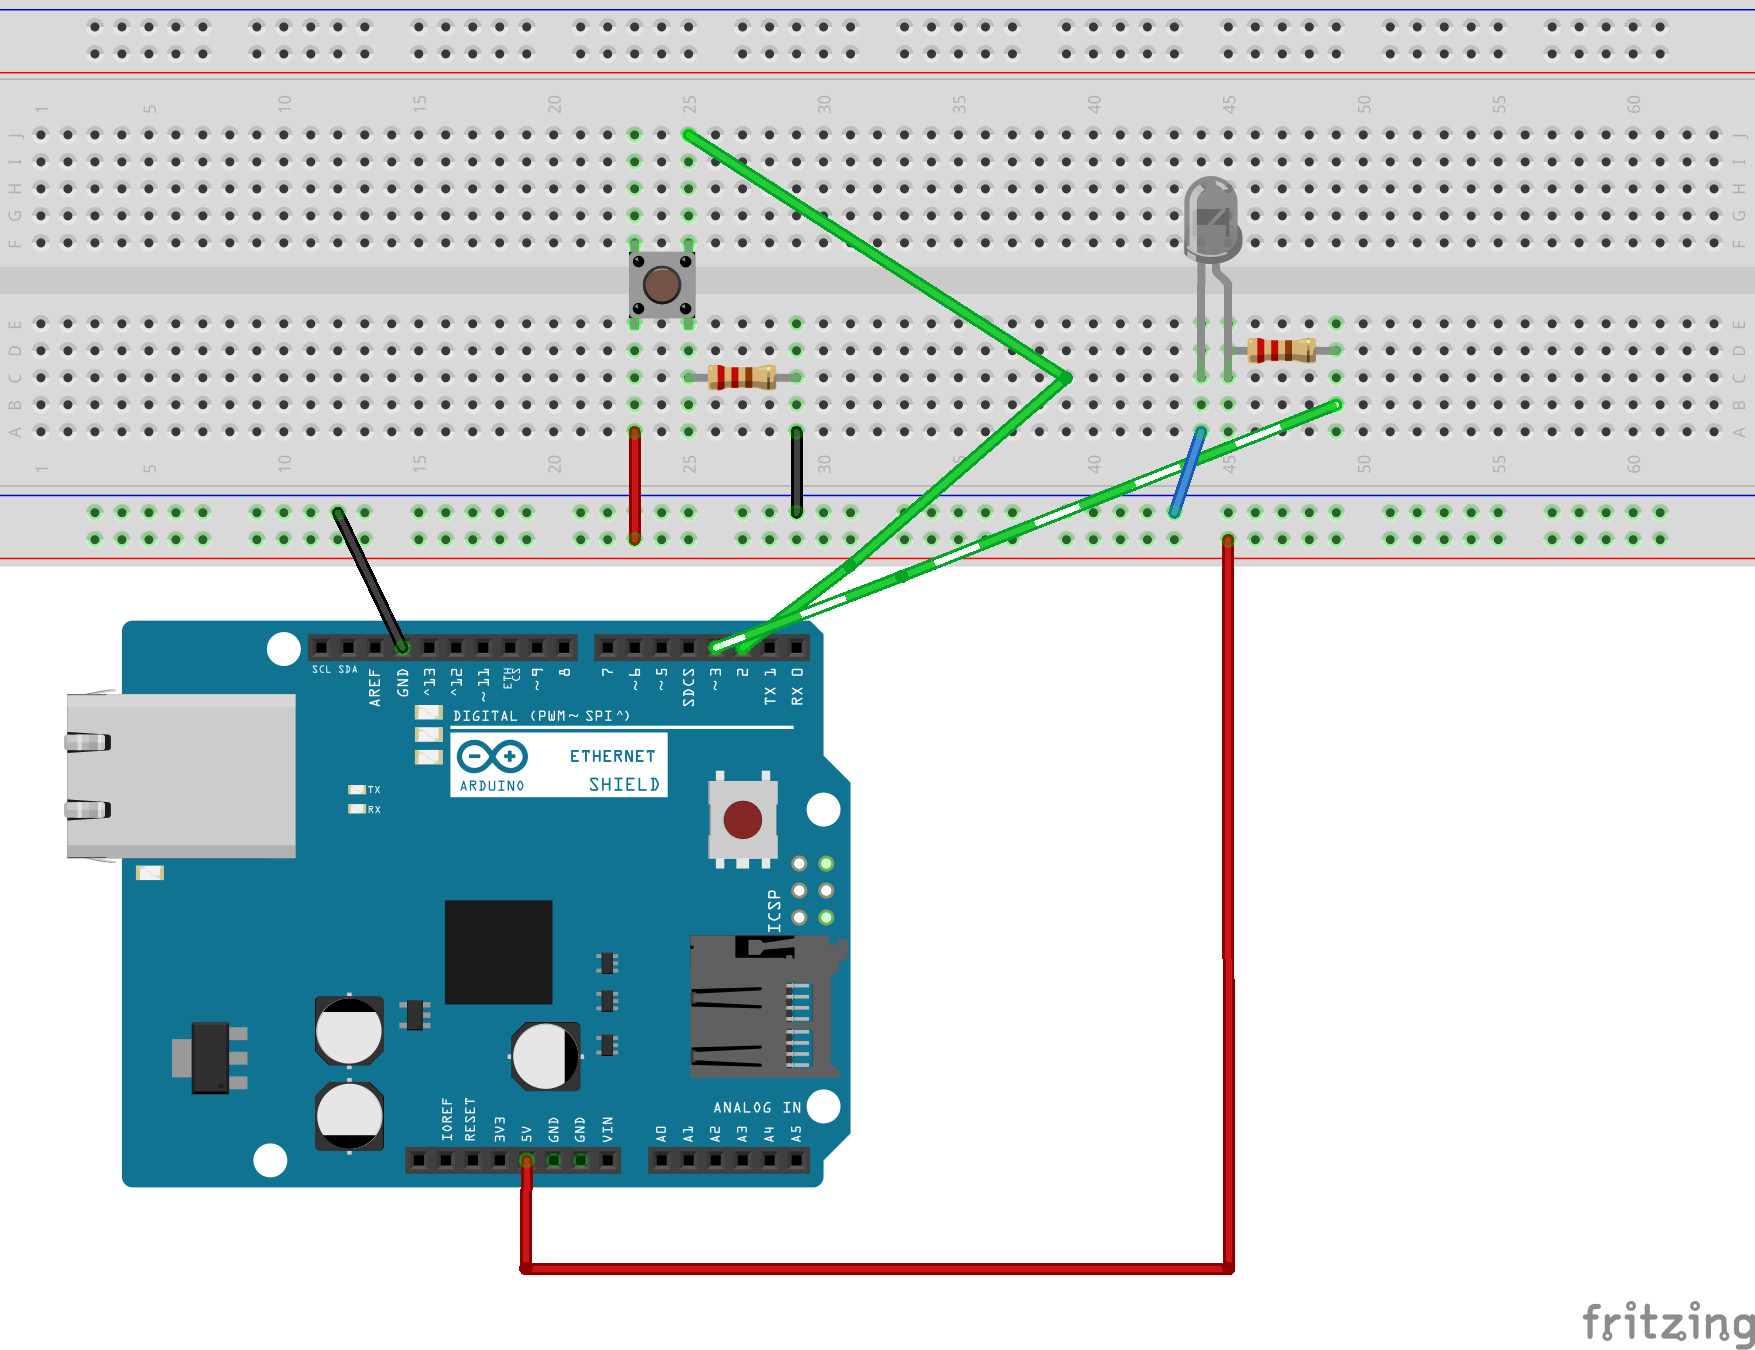 1 5 10 15 20 25 30 35 40 45 50 55 60
J J
I I
H H
G G
F F
E E
D D
C C
B B
A A
1 5 10 15 20 25 30 35 40 45 50 55 60
SCL SDA AREF GND ^13 ^12 ~11 ETH CS ~9 8 7 ~6 ~5 SDCS ~3 2 TX 1 RX 0
DIGITAL (PWM~ SPI^)
ETHERNET
ARDUINO SHIELD
TX
RX
ICSP
ANALOG IN
IOREF RESET 3V3 5V GND GND VIN A0 A1 A2 A3 A4 A5
fritzing